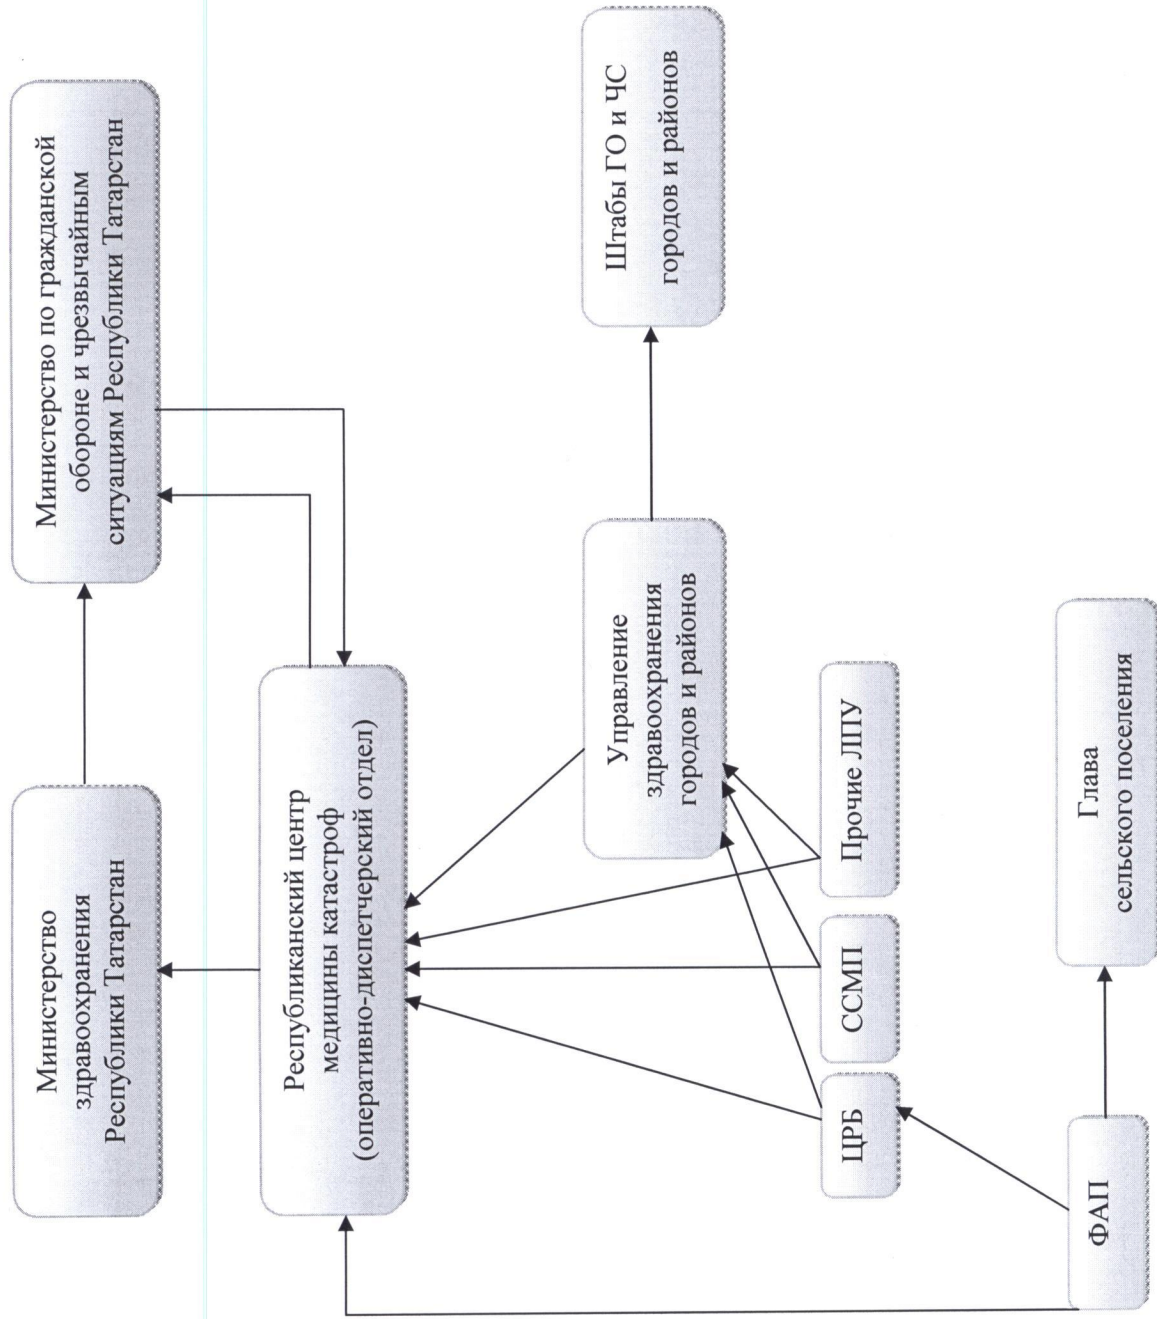 Министерство
здравоохранения
Республики Татарстан
Министерство по гражданской
обороне и чрезвычайным
ситуациям Республики Татарстан
Республиканский центр
медицины катастроф
(оперативно-диспетчерский отдел)
Управление
здравоохранения
городов и районов
Штабы ГО и ЧС
городов и районов
ЦРБ
ССМП
Прочие ЛПУ
ФАП
Глава
сельского поселения